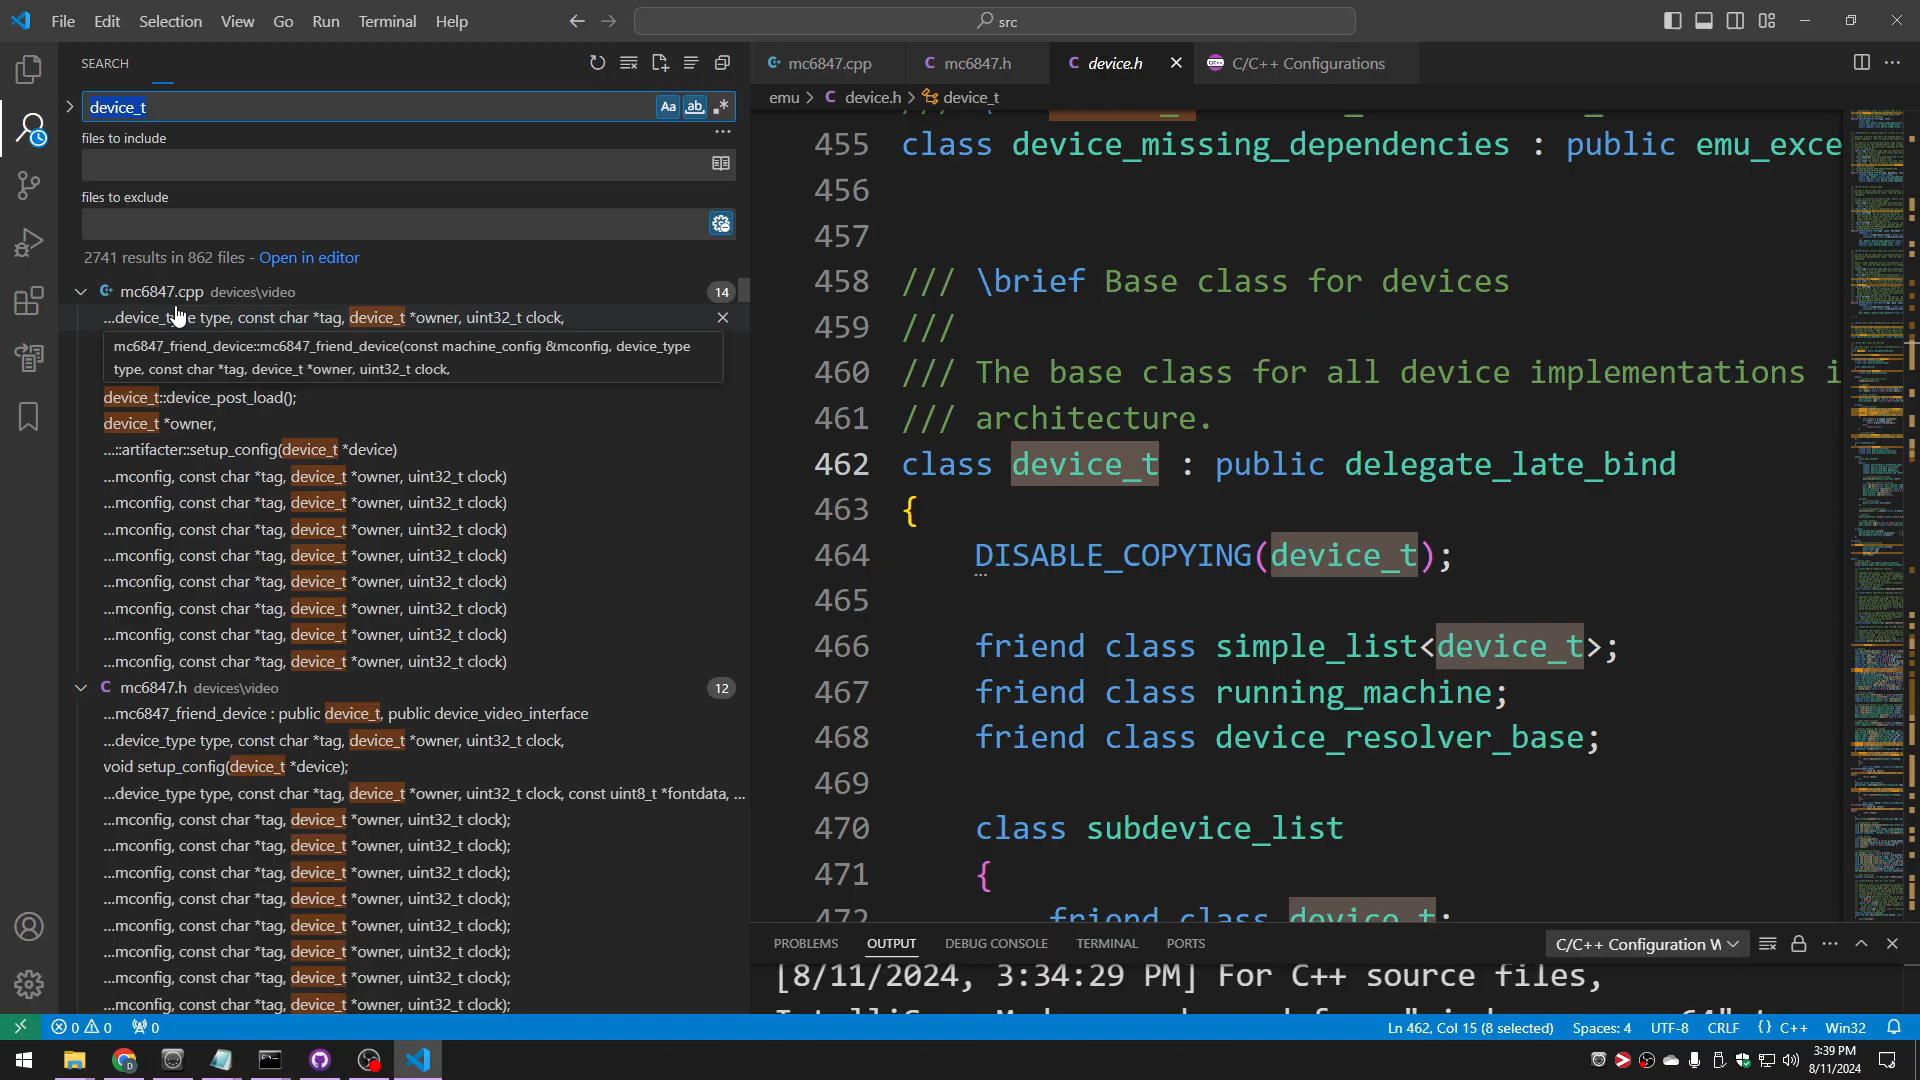 File Edit Selection View Go Run Terminal Help
src
SEARCH
device_t
Aa ab
files to include
files to exclude
2741 results in 862 files - Open in editor
mc6847.cpp devices\video 14
...device_type type, const char *tag, device_t *owner, uint32_t clock,
mc6847_friend_device::mc6847_friend_device(const machine_config &mconfig, device_type
type, const char *tag, device_t *owner, uint32_t clock,
device_t::device_post_load();
device_t *owner,
...::artifacter::setup_config(device_t *device)
...mconfig, const char *tag, device_t *owner, uint32_t clock)
...mconfig, const char *tag, device_t *owner, uint32_t clock)
...mconfig, const char *tag, device_t *owner, uint32_t clock)
...mconfig, const char *tag, device_t *owner, uint32_t clock)
...mconfig, const char *tag, device_t *owner, uint32_t clock)
...mconfig, const char *tag, device_t *owner, uint32_t clock)
...mconfig, const char *tag, device_t *owner, uint32_t clock)
...mconfig, const char *tag, device_t *owner, uint32_t clock)
mc6847.h devices\video 12
...mc6847_friend_device : public device_t, public device_video_interface
...device_type type, const char *tag, device_t *owner, uint32_t clock,
void setup_config(device_t *device);
...device_type type, const char *tag, device_t *owner, uint32_t clock, const uint8_t *fontdata, ...
...mconfig, const char *tag, device_t *owner, uint32_t clock);
...mconfig, const char *tag, device_t *owner, uint32_t clock);
...mconfig, const char *tag, device_t *owner, uint32_t clock);
...mconfig, const char *tag, device_t *owner, uint32_t clock);
...mconfig, const char *tag, device_t *owner, uint32_t clock);
...mconfig, const char *tag, device_t *owner, uint32_t clock);
...mconfig, const char *tag, device_t *owner, uint32_t clock);
...mconfig, const char *tag, device_t *owner, uint32_t clock);
mc6847.cpp mc6847.h device.h C/C++ Configurations
emu > device.h > device_t
455 class device_missing_dependencies : public emu_exce
456
457
458 /// \brief Base class for devices
459 ///
460 /// The base class for all device implementations i
461 /// architecture.
462 class device_t : public delegate_late_bind
463 {
464 DISABLE_COPYING(device_t);
465
466 friend class simple_list<device_t>;
467 friend class running_machine;
468 friend class device_resolver_base;
469
470 class subdevice_list
471 {
472 friend class device_t;
PROBLEMS OUTPUT DEBUG CONSOLE TERMINAL PORTS
C/C++ Configuration W
[8/11/2024, 3:34:29 PM] For C++ source files,
0 0 0
Ln 462, Col 15 (8 selected) Spaces: 4 UTF-8 CRLF {} C++ Win32
3:39 PM
8/11/2024